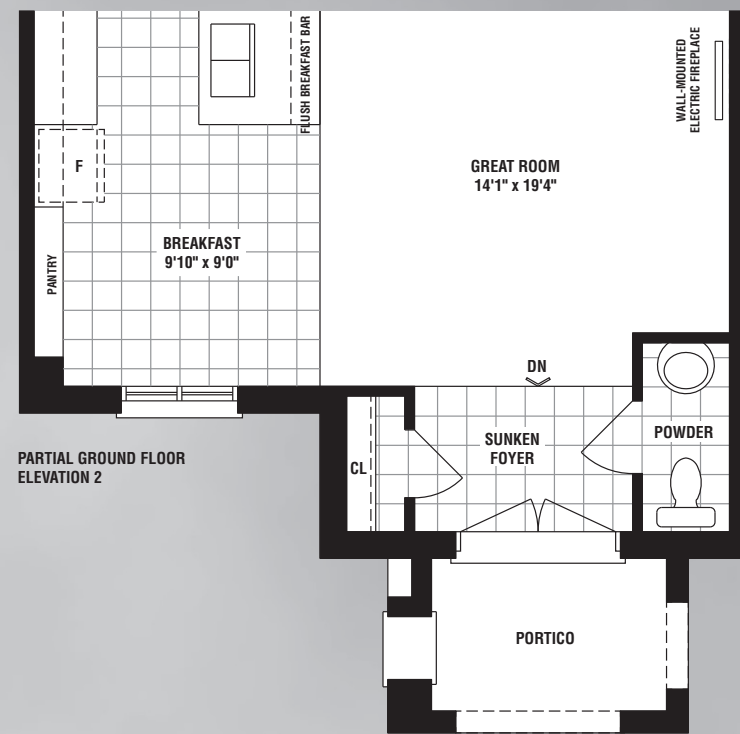 FLUSH BREAKFAST BAR
WALL-MOUNTED
ELECTRIC FIREPLACE
F
GREAT ROOM
14'1" x 19'4"
BREAKFAST
9'10" x 9'0"
PANTRY
DN
PARTIAL GROUND FLOOR
ELEVATION 2
CL
SUNKEN
FOYER
POWDER
PORTICO